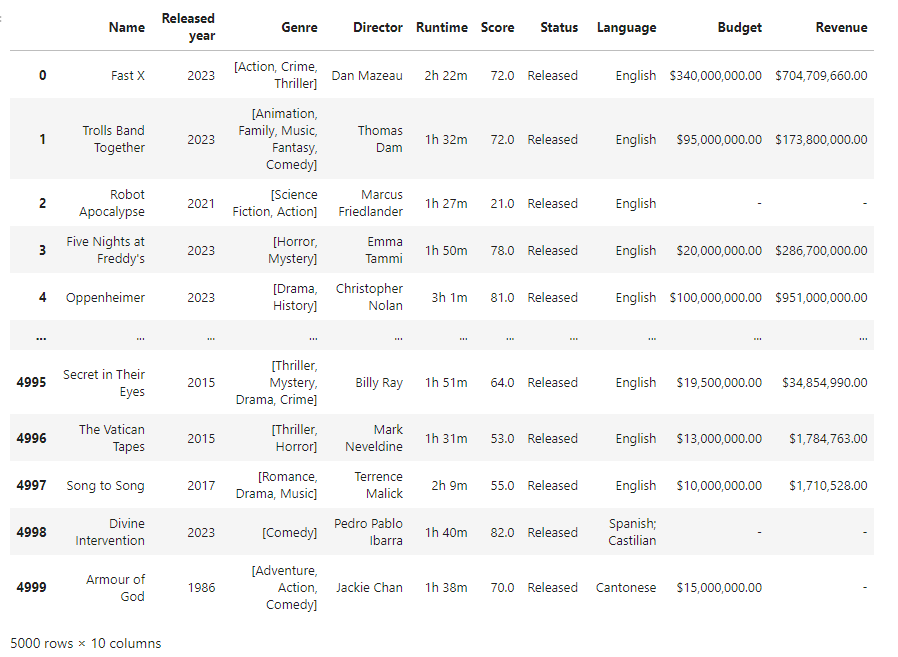 Name Released year Genre Director Runtime Score Status Language Budget Revenue
0 Fast X 2023 [Action, Crime, Thriller] Dan Mazeau 2h 22m 72.0 Released English $340,000,000.00 $704,709,660.00
1 Trolls Band Together 2023 [Animation, Family, Music, Fantasy, Comedy] Thomas Dam 1h 32m 72.0 Released English $95,000,000.00 $173,800,000.00
2 Robot Apocalypse 2021 [Science Fiction, Action] Marcus Friedlander 1h 27m 21.0 Released English - -
3 Five Nights at Freddy's 2023 [Horror, Mystery] Emma Tammi 1h 50m 78.0 Released English $20,000,000.00 $286,700,000.00
4 Oppenheimer 2023 [Drama, History] Christopher Nolan 3h 1m 81.0 Released English $100,000,000.00 $951,000,000.00
... ... ... ... ... ... ... ... ... ... ...
4995 Secret in Their Eyes 2015 [Thriller, Mystery, Drama, Crime] Billy Ray 1h 51m 64.0 Released English $19,500,000.00 $34,854,990.00
4996 The Vatican Tapes 2015 [Thriller, Horror] Mark Neveldine 1h 31m 53.0 Released English $13,000,000.00 $1,784,763.00
4997 Song to Song 2017 [Romance, Drama, Music] Terrence Malick 2h 9m 55.0 Released English $10,000,000.00 $1,710,528.00
4998 Divine Intervention 2023 [Comedy] Pedro Pablo Ibarra 1h 40m 82.0 Released Spanish; Castilian - -
4999 Armour of God 1986 [Adventure, Action, Comedy] Jackie Chan 1h 38m 70.0 Released Cantonese $15,000,000.00 -
5000 rows × 10 columns